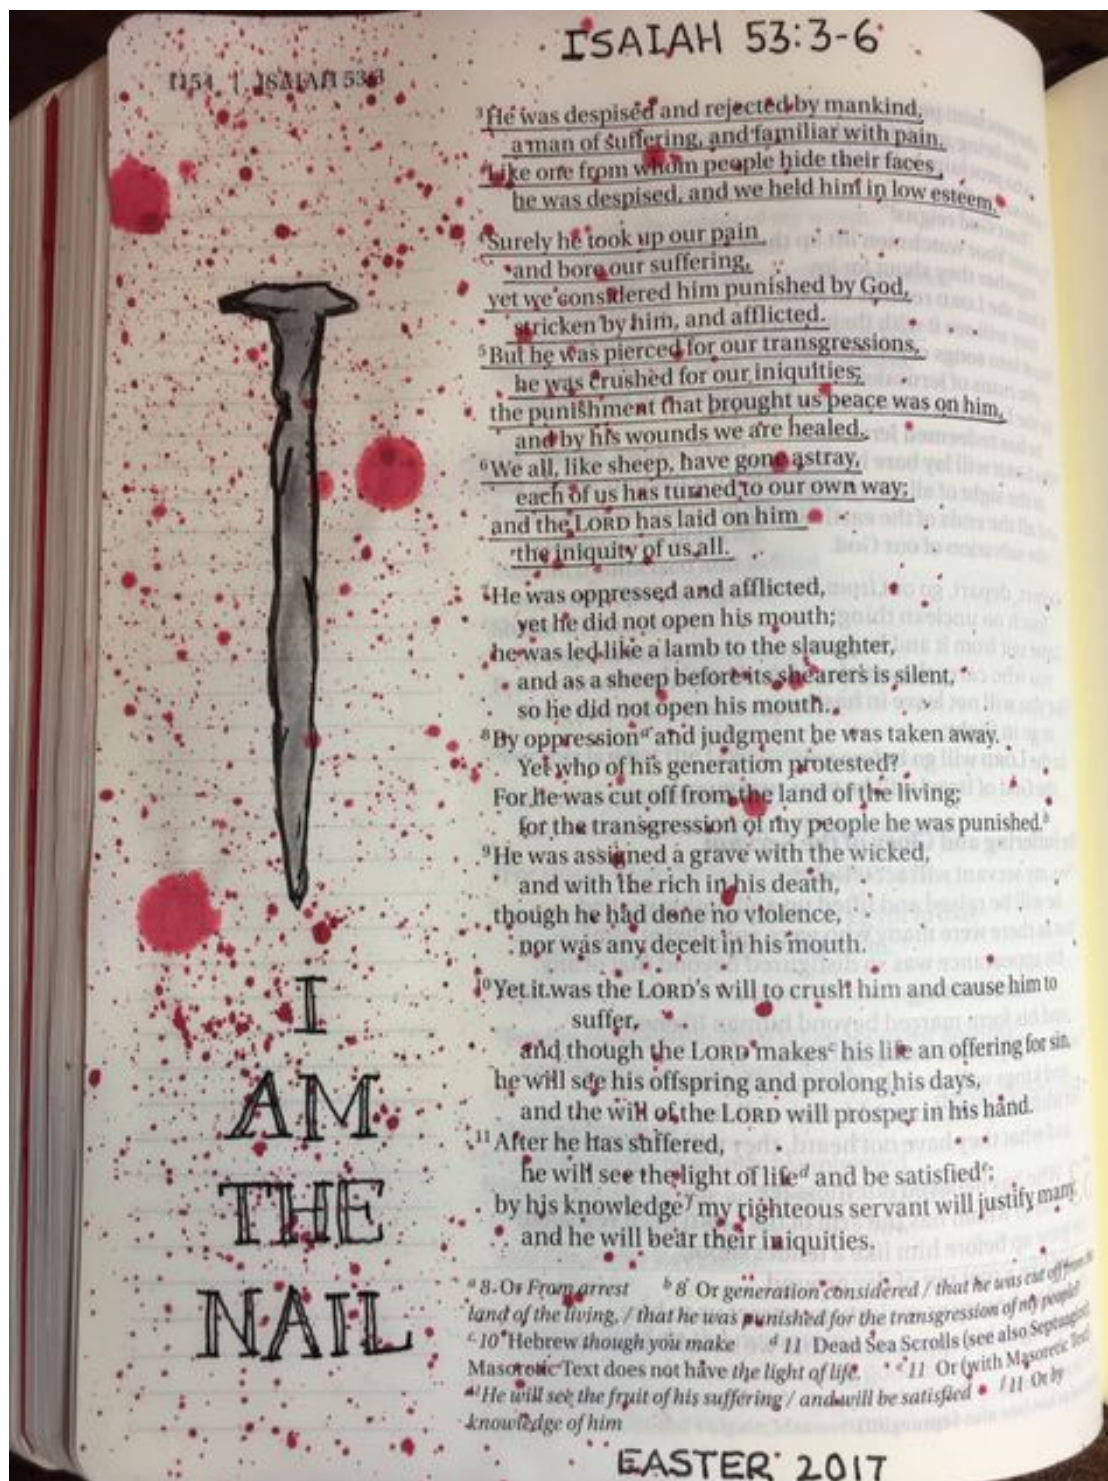 ISAIAH 53:3-6
1154 | ISAIAH 53:3
³He was despised and rejected by mankind,
a man of suffering, and familiar with pain.
Like one from whom people hide their faces
he was despised, and we held him in low esteem.
⁴Surely he took up our pain
and bore our suffering,
yet we considered him punished by God,
stricken by him, and afflicted.
⁵But he was pierced for our transgressions,
he was crushed for our iniquities;
the punishment that brought us peace was on him,
and by his wounds we are healed.
⁶We all, like sheep, have gone astray,
each of us has turned to our own way;
and the LORD has laid on him
the iniquity of us all.
⁷He was oppressed and afflicted,
yet he did not open his mouth;
he was led like a lamb to the slaughter,
and as a sheep before its shearers is silent,
so he did not open his mouth.
⁸By oppressionᵃ and judgment he was taken away.
Yet who of his generation protested?
For he was cut off from the land of the living;
for the transgression of my people he was punished.ᵇ
⁹He was assigned a grave with the wicked,
and with the rich in his death,
though he had done no violence,
nor was any deceit in his mouth.
¹⁰Yet it was the LORD's will to crush him and cause him to
suffer,
and though the LORD makesᶜ his life an offering for sin,
he will see his offspring and prolong his days,
and the will of the LORD will prosper in his hand.
¹¹After he has suffered,
he will see the light of lifeᵈ and be satisfiedᵉ;
by his knowledgeᶠ my righteous servant will justify many,
and he will bear their iniquities.
ᵃ 8 Or From arrest ᵇ 8 Or generation considered / that he was cut off from the
land of the living, / that he was punished for the transgression of my people?
ᶜ 10 Hebrew though you make ᵈ 11 Dead Sea Scrolls (see also Septuagint);
Masoretic Text does not have the light of life. ᵉ 11 Or (with Masoretic Text)
¹¹He will see the fruit of his suffering / and will be satisfied ᶠ 11 Or by
knowledge of him
I
AM
THE
NAIL
EASTER 2017